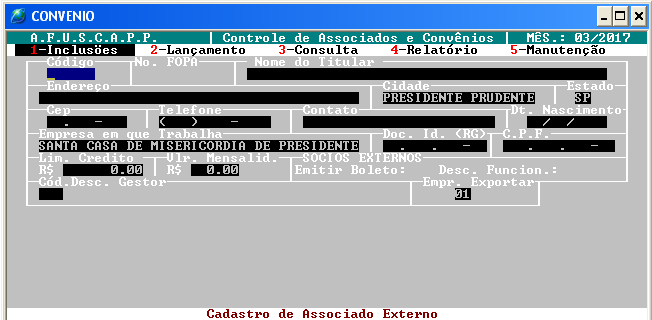 CONVENIO
A.F.U.S.C.A.P.P. | Controle de Associados e Convênios | MÊS.: 03/2017
1-Inclusões 2-Lançamento 3-Consulta 4-Relatório 5-Manutenção
Código No. FOPA Nome do Titular
Endereço Cidade Estado
PRESIDENTE PRUDENTE SP
Cep Telefone Contato Dt. Nascimento
. - ( ) - / /
Empresa em que Trabalha Doc. Id. (RG) C.P.F.
SANTA CASA DE MISERICORDIA DE PRESIDENTE . . - . . -
Lim. Credito Vlr. Mensalid. SOCIOS EXTERNOS
R$ 0.00 R$ 0.00 Emitir Boleto: Desc. Funcion.:
Cód.Desc. Gestor Empr. Exportar
01
Cadastro de Associado Externo